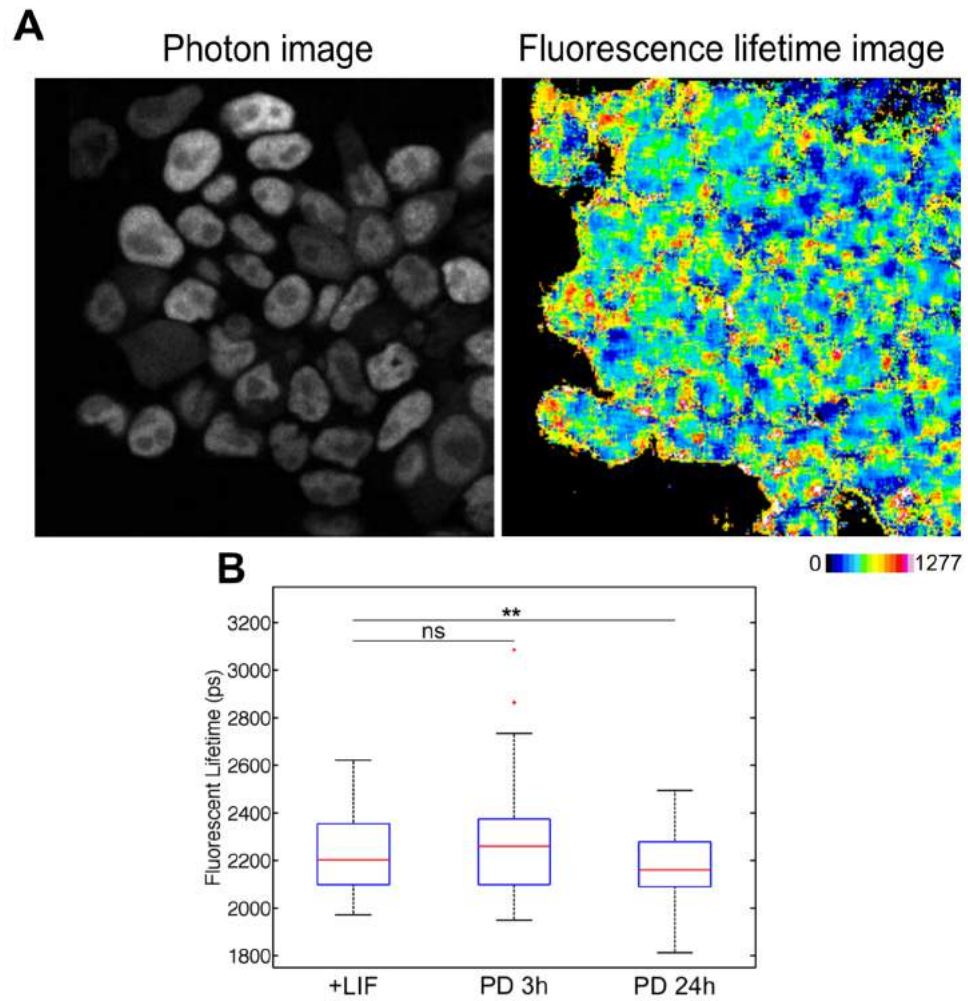 A
Photon image
Fluorescence lifetime image
0
1277
B
**
ns
3200
3000
2800
2600
2400
2200
2000
1800
Fluorescent Lifetime (ps)
+LIF
PD 3h
PD 24h